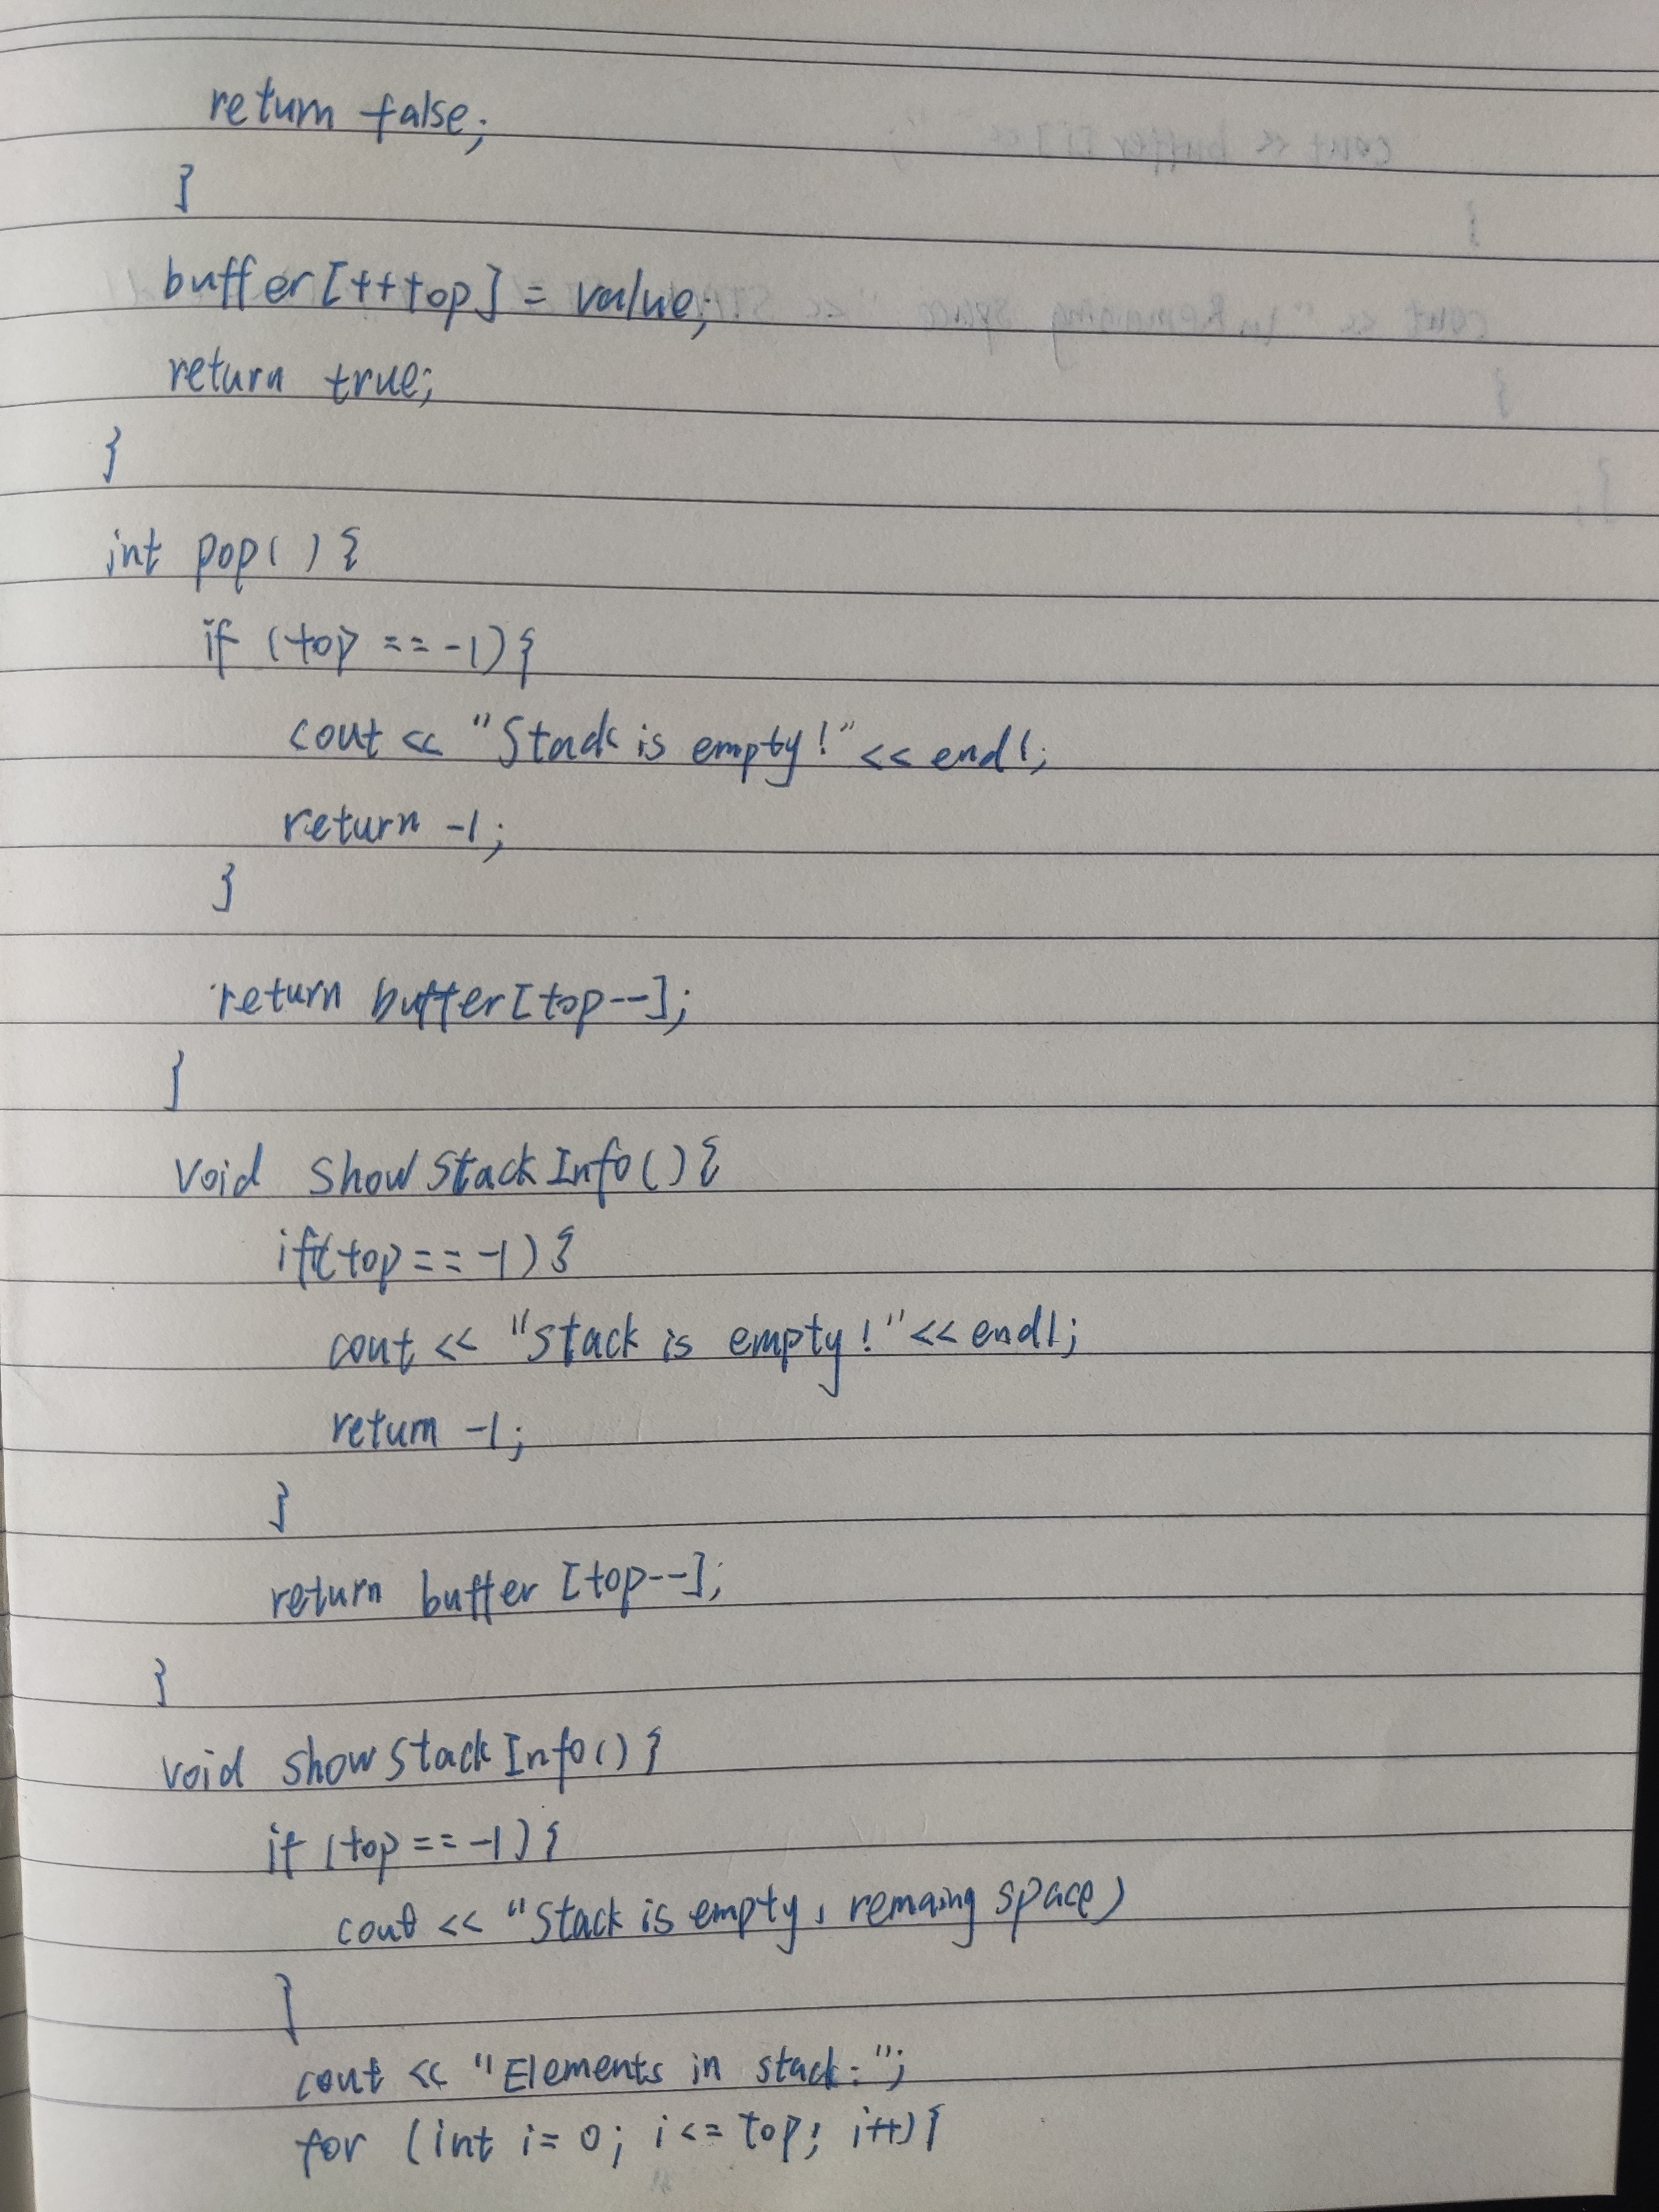 return false;
}
buffer[++top] = value;
return true;
}
int pop(){
if (top == -1){
cout << "Stack is empty!" << endl;
return -1;
}
return buffer[top--];
}
void showStackInfo(){
if(top == -1){
cout << "Stack is empty!" << endl;
return -1;
}
return buffer [top--];
}
void showStackInfo(){
if (top == -1){
cout << "Stack is empty, remaing space)
}
cout << "Elements in stack: ";
for (int i = 0; i <= top; i++){